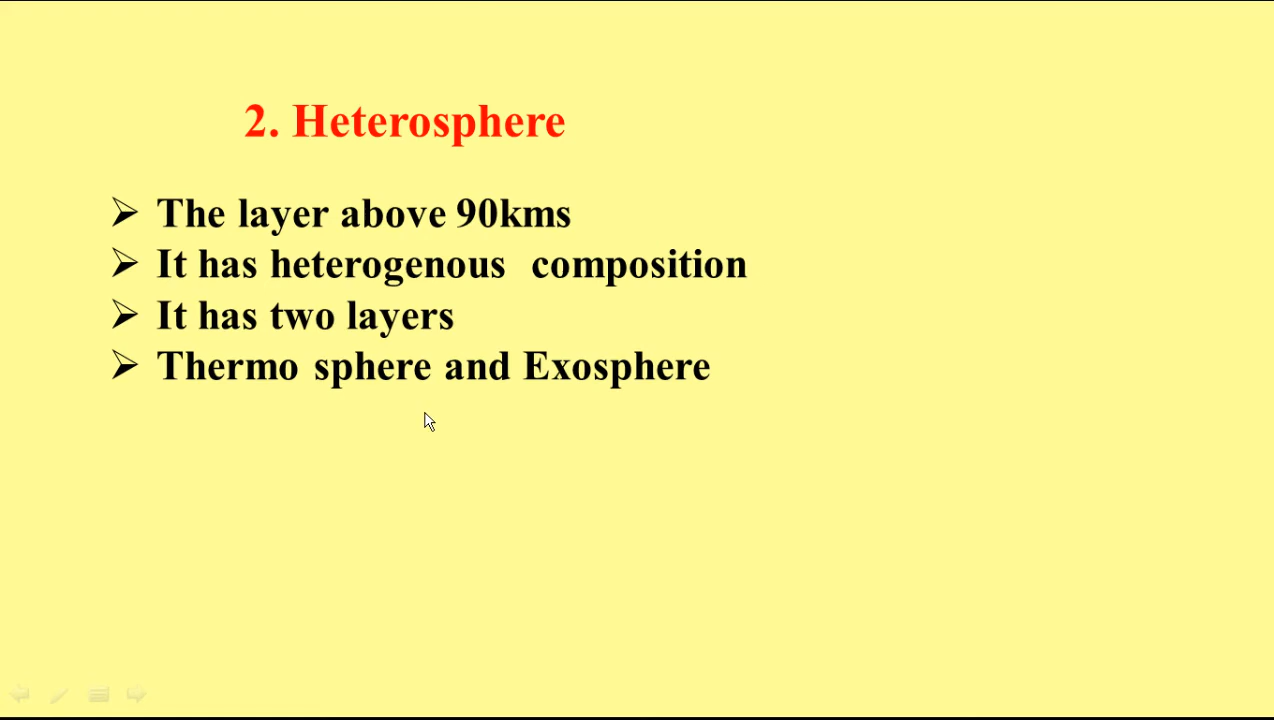 2. Heterosphere
➢ The layer above 90kms
➢ It has heterogenous composition
➢ It has two layers
➢ Thermo sphere and Exosphere